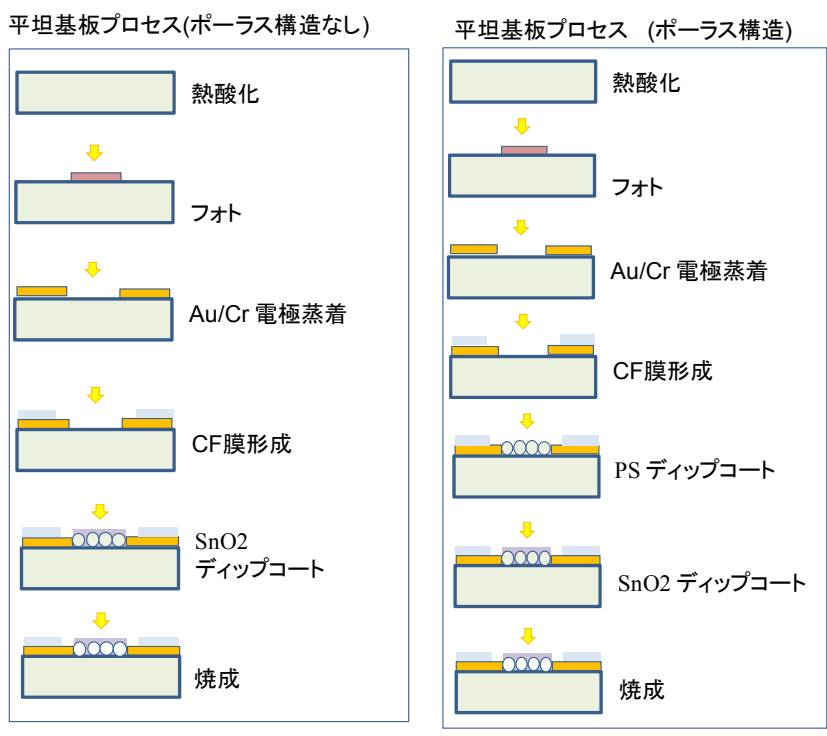 平坦基板プロセス(ポーラス構造なし)
熱酸化
フォト
Au/Cr 電極蒸着
CF膜形成
SnO2
ディップコート
焼成
平坦基板プロセス (ポーラス構造)
熱酸化
フォト
Au/Cr 電極蒸着
CF膜形成
PS ディップコート
SnO2 ディップコート
焼成